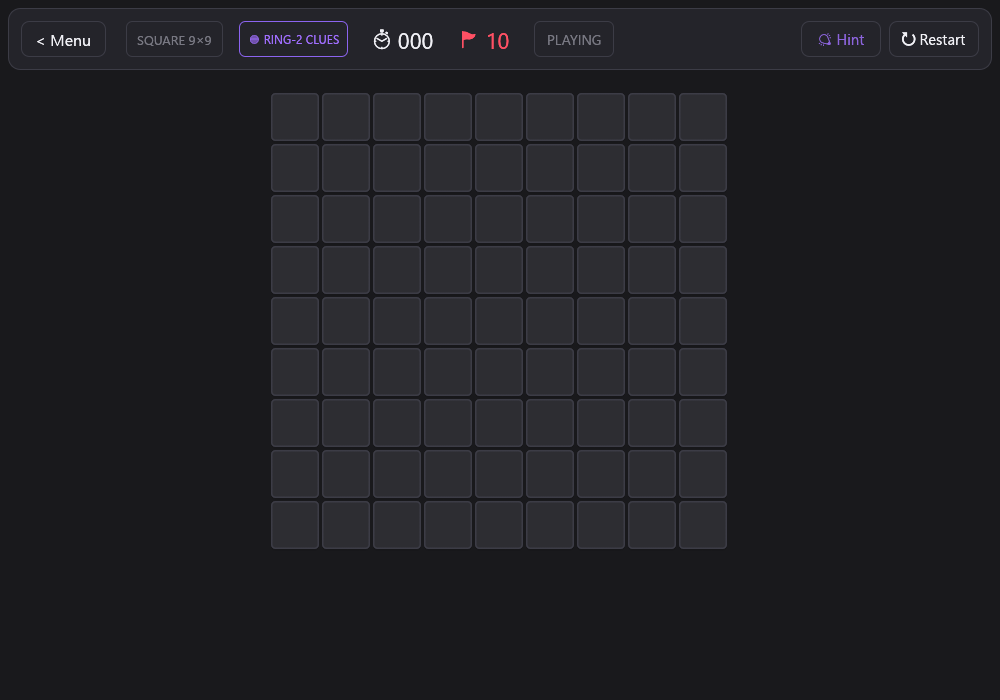 < Menu
SQUARE 9×9
RING-2 CLUES
000
10
PLAYING
Hint
Restart